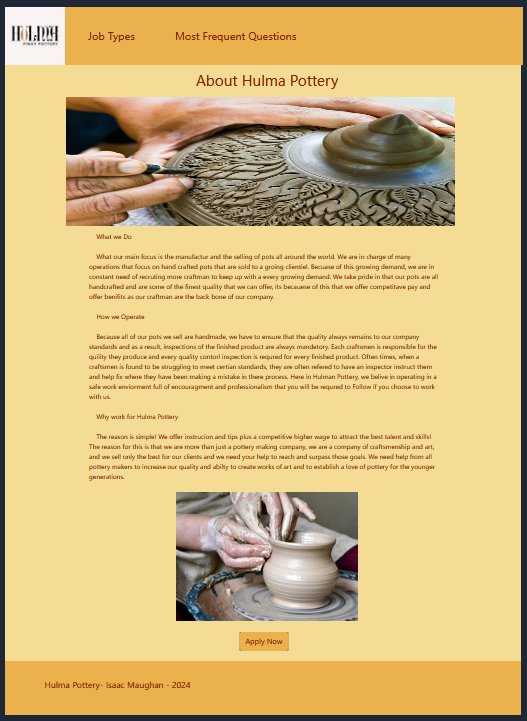 HULMA
PINOY POTTERY
Job Types
Most Frequent Questions
About Hulma Pottery
What we Do
What our main focus is the manufactur and the selling of pots all around the world. We are in charge of many
operations that focus on hand crafted pots that are sold to a groing clientiel. Becuase of this growing demand, we are in
constant need of recruting more craftman to keep up with a every growing demand. We take pride in that our pots are all
handcrafted and are some of the finest quality that we can offer, its becauese of this that we offer competitave pay and
offer benifits as our craftman are the back bone of our company.
How we Operate
Because all of our pots we sell are handmade, we have to ensure that the quality always remains to our company
standards and as a result, inspections of the finished product are always mandetory. Each craftsmen is responsible for the
quility they produce and every quality contorl inspection is requred for every finished product. Often times, when a
craftsmen is found to be struggling to meet certian standards, they are often refered to have an inspector instruct them
and help fix where they have been making a mistake in there process. Here in Hulman Pottery, we belive in operating in a
safe work enviorment full of encouragment and professionalism that you will be requred to Follow if you choose to work
with us.
Why work for Hulma Pottery
The reason is simple! We offer instrucion and tips plus a competitive higher wage to attract the best talent and skills!
The reason for this is that we are more than just a pottery making company, we are a company of craftsmenship and art,
and we sell only the best for our clients and we need your help to reach and surpass those goals. We need help from all
pottery makers to increase our quality and abilty to create works of art and to establish a love of pottery for the younger
generations.
Apply Now
Hulma Pottery- Isaac Maughan - 2024